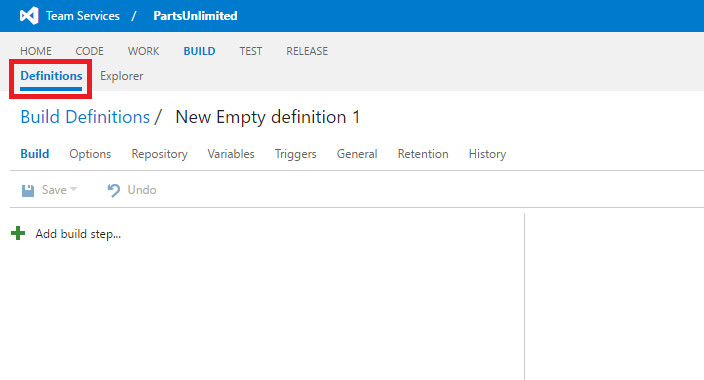 Team Services / PartsUnlimited
HOME CODE WORK BUILD TEST RELEASE
Definitions Explorer
Build Definitions / New Empty definition 1
Build Options Repository Variables Triggers General Retention History
Save Undo
Add build step...